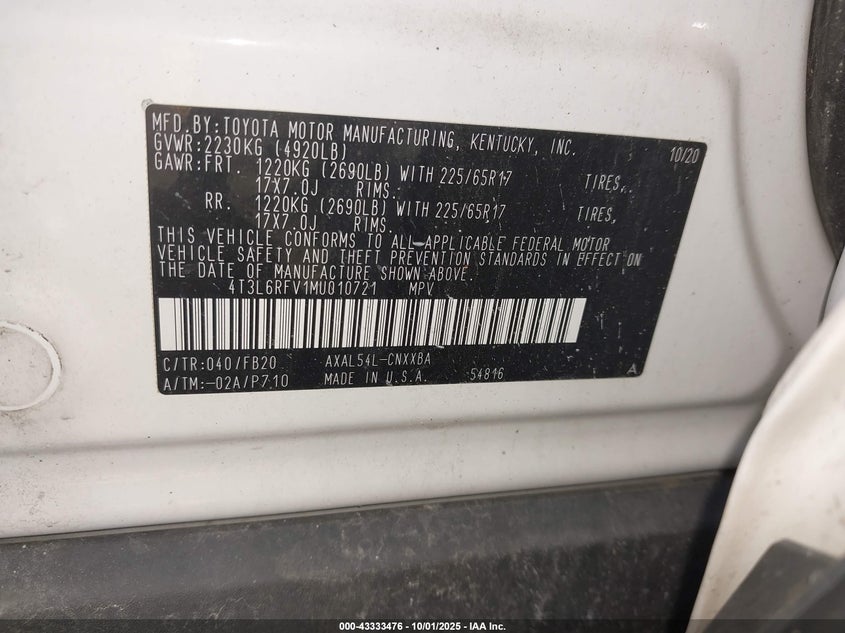 MFD.BY:TOYOTA MOTOR MANUFACTURING, KENTUCKY, INC. 10/20
GVWR:2230KG (4920LB)
GAWR:FRT. 1220KG (2690LB) WITH 225/65R17 TIRES,
17X7.0J RIMS.
RR. 1220KG (2690LB) WITH 225/65R17 TIRES,
17X7.0J RIMS.
THIS VEHICLE CONFORMS TO ALL APPLICABLE FEDERAL MOTOR
VEHICLE SAFETY AND THEFT PREVENTION STANDARDS IN EFFECT ON
THE DATE OF MANUFACTURE SHOWN ABOVE.
4T3L6RFV1MU010721 MPV
C/TR:040/FB20 AXAL54L-CNXXBA
A/TM:-02A/P710 MADE IN U.S.A. 54816 A
000-43333476 - 10/01/2025 - IAA Inc.